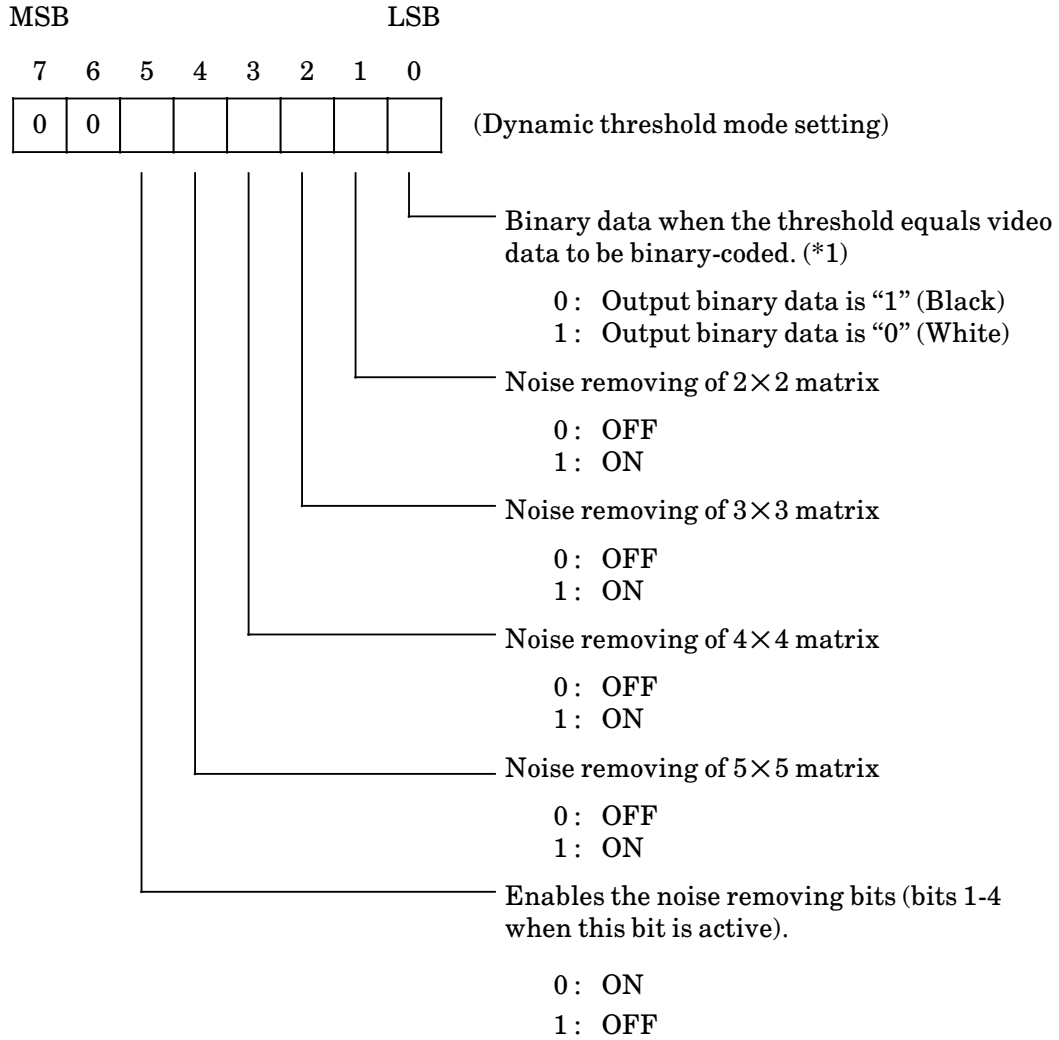 MSB LSB
7 6 5 4 3 2 1 0
0 0 (Dynamic threshold mode setting)
Binary data when the threshold equals video
data to be binary-coded. (*1)
0 : Output binary data is “1” (Black)
1 : Output binary data is “0” (White)
Noise removing of 2×2 matrix
0 : OFF
1 : ON
Noise removing of 3×3 matrix
0 : OFF
1 : ON
Noise removing of 4×4 matrix
0 : OFF
1 : ON
Noise removing of 5×5 matrix
0 : OFF
1 : ON
Enables the noise removing bits (bits 1-4
when this bit is active).
0 : ON
1 : OFF